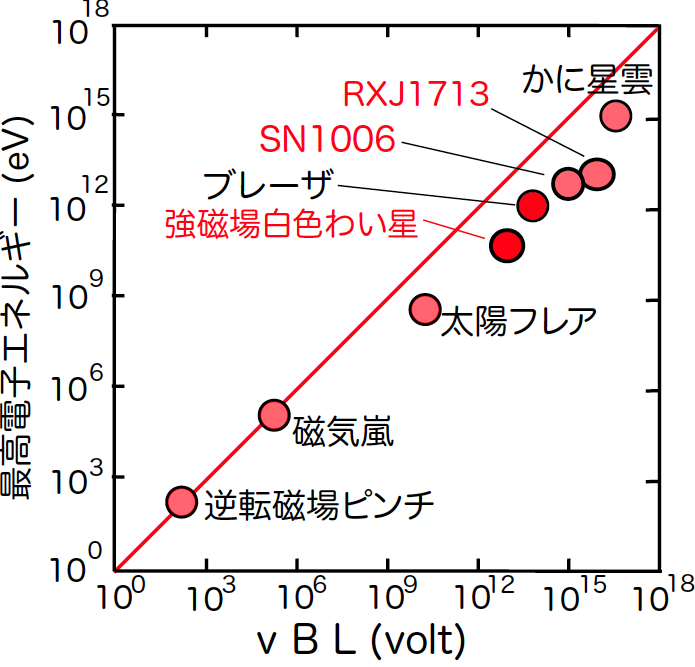 10^18
10^15
10^12
10^9
10^6
10^3
10^0
最高電子エネルギー (eV)
かに星雲
RXJ1713
SN1006
ブレーザ
強磁場白色わい星
太陽フレア
磁気嵐
逆転磁場ピンチ
10^0 10^3 10^6 10^9 10^12 10^15 10^18
v B L (volt)